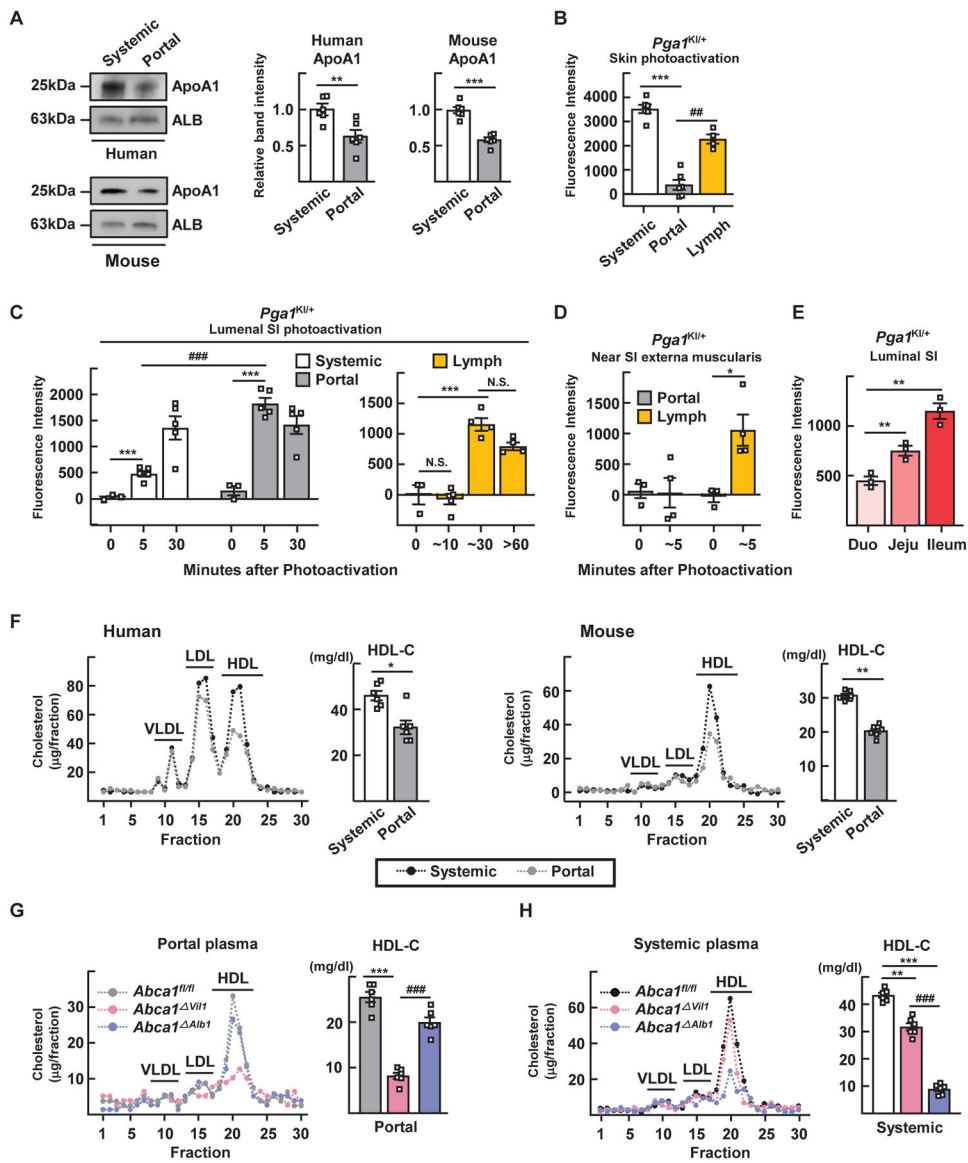 A
Systemic
Portal
25kDa
ApoA1
63kDa
ALB
Human
25kDa
ApoA1
63kDa
ALB
Mouse
Human
ApoA1
Relative band intensity
**
1.0
0.5
Systemic
Portal
Mouse
ApoA1
***
1.0
0.5
Systemic
Portal
B
Pga1KI/+
Skin photoactivation
Fluorescence Intensity
***
##
4000
3000
2000
1000
0
Systemic
Portal
Lymph
C
Pga1KI/+
Lumenal SI photoactivation
###
Systemic
Portal
Lymph
Fluorescence Intensity
2000
1500
1000
500
0
***
***
0
5
30
0
5
30
2000
1000
0
***
N.S.
N.S.
0
~10
~30
>60
Minutes after Photoactivation
D
Pga1KI/+
Near SI externa muscularis
Portal
Lymph
*
Fluorescence Intensity
2000
1000
0
0
~5
0
~5
Minutes after Photoactivation
E
Pga1KI/+
Luminal SI
Fluorescence Intensity
**
**
1000
500
0
Duo
Jeju
Ileum
F
Human
Cholesterol
(µg/fraction)
80
60
40
20
VLDL
LDL
HDL
1
5
10
15
20
25
30
Fraction
(mg/dl)
HDL-C
*
60
40
20
Systemic
Portal
Mouse
Cholesterol
(µg/fraction)
60
40
20
0
VLDL
LDL
HDL
1
5
10
15
20
25
30
Fraction
(mg/dl)
HDL-C
**
30
20
10
Systemic
Portal
Systemic
Portal
G
Portal plasma
Abca1fl/fl
Abca1ΔVil1
Abca1ΔAlb1
Cholesterol
(µg/fraction)
40
30
20
10
VLDL
LDL
HDL
1
5
10
15
20
25
30
Fraction
(mg/dl)
HDL-C
***
###
20
10
Portal
H
Systemic plasma
Abca1fl/fl
Abca1ΔVil1
Abca1ΔAlb1
Cholesterol
(µg/fraction)
60
40
20
0
VLDL
LDL
HDL
1
5
10
15
20
25
30
Fraction
(mg/dl)
HDL-C
***
**
###
40
30
20
10
Systemic